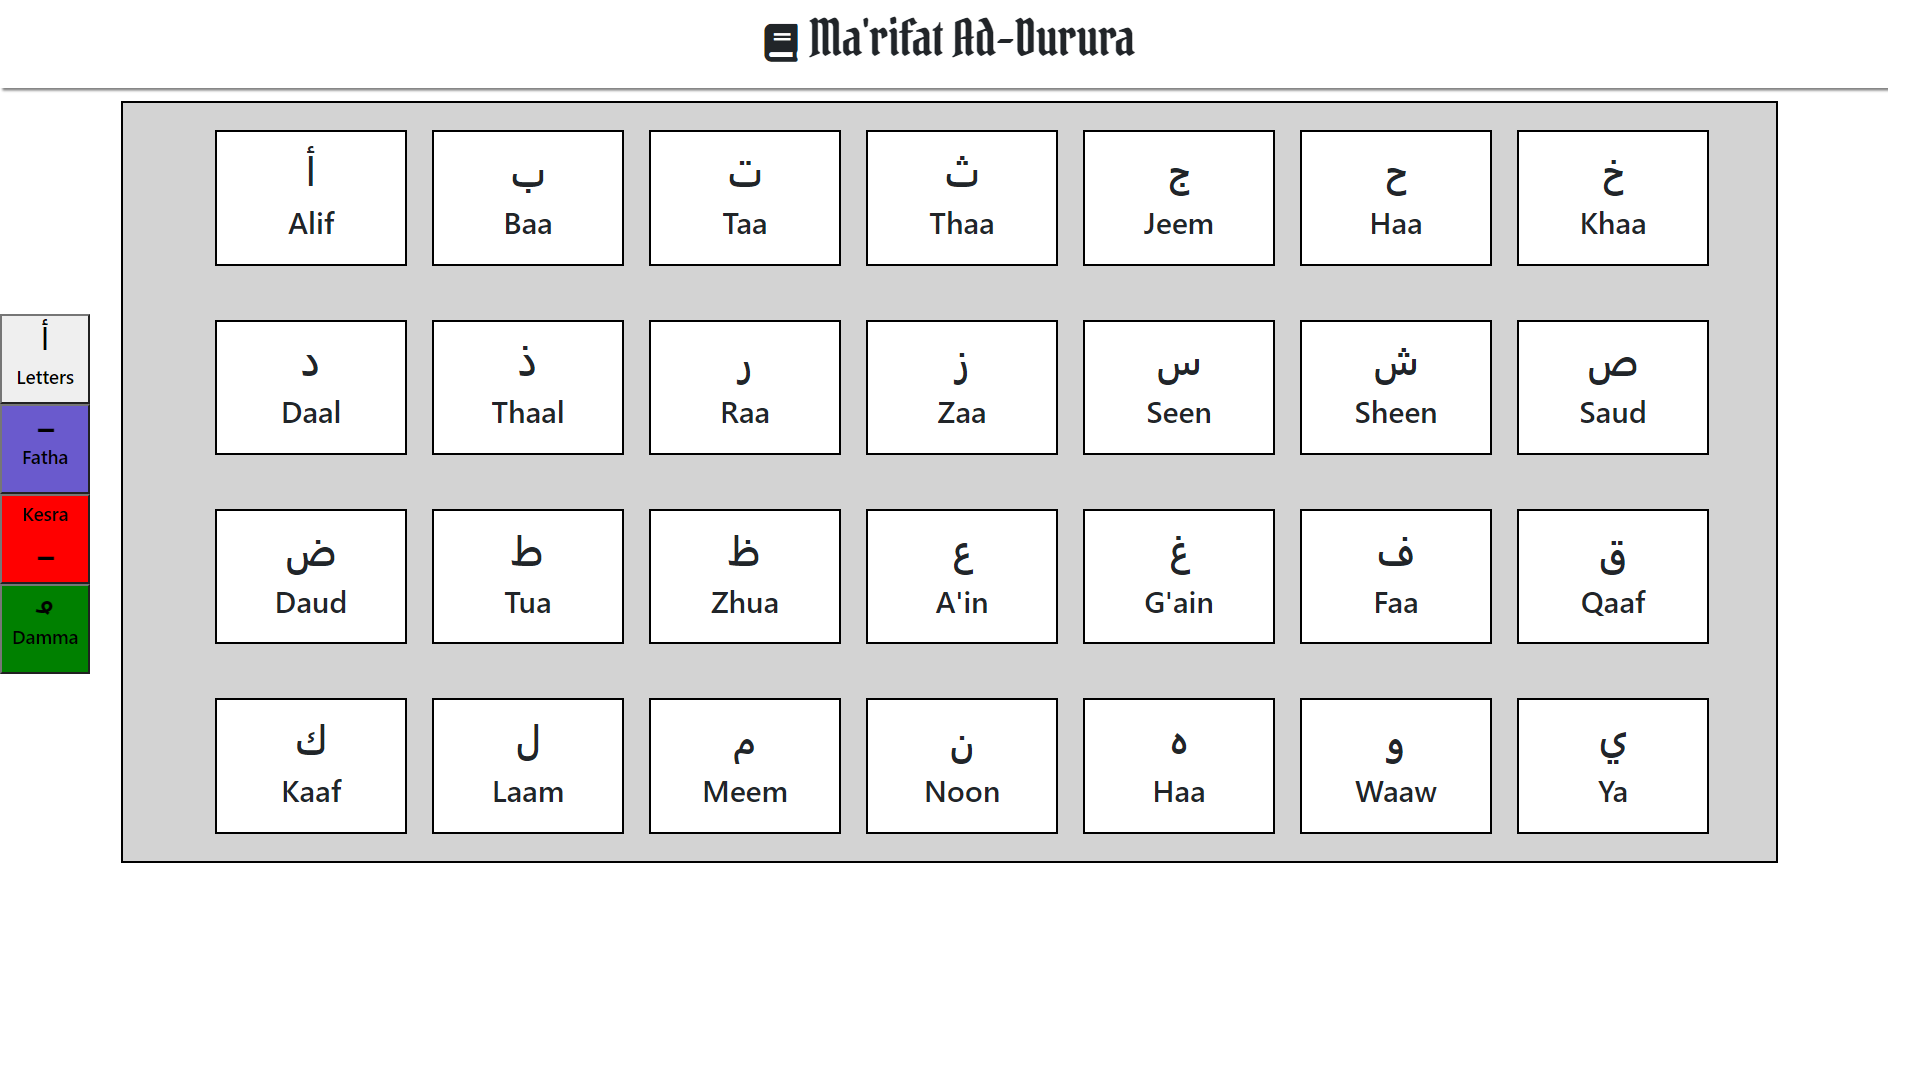 Ma'rifat Ad-Durura
أ ب ت ث ج ح خ
Alif Baa Taa Thaa Jeem Haa Khaa
د ذ ر ز س ش ص
Daal Thaal Raa Zaa Seen Sheen Saud
ض ط ظ ع غ ف ق
Daud Tua Zhua A'in G'ain Faa Qaaf
ك ل م ن ه و ي
Kaaf Laam Meem Noon Haa Waaw Ya
أ
Letters
–
Fatha
Kesra
–
Damma